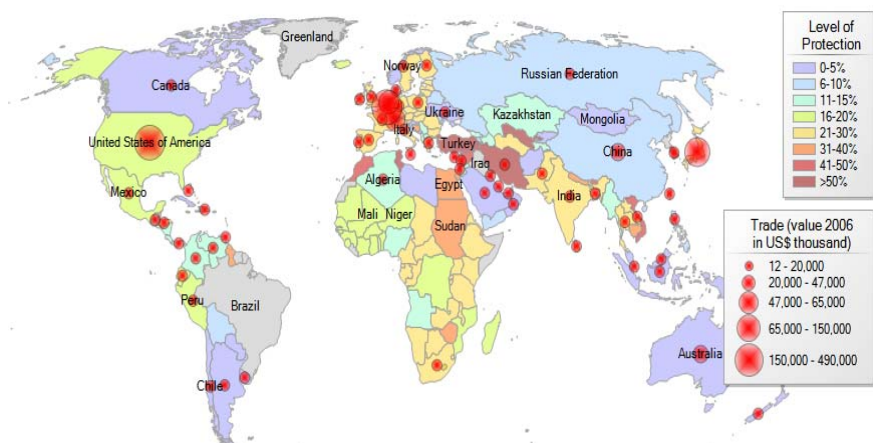 Greenland
Norway
Russian Federation
Canada
Ukraine
Kazakhstan
Mongolia
Italy
United States of America
Turkey
China
Iraq
Algeria
Mexico
Egypt
India
Mali
Niger
Sudan
Peru
Brazil
Australia
Chile
Level of
Protection
0-5%
6-10%
11-15%
16-20%
21-30%
31-40%
41-50%
>50%
Trade (value 2006
in US$ thousand)
12 - 20,000
20,000 - 47,000
47,000 - 65,000
65,000 - 150,000
150,000 - 490,000